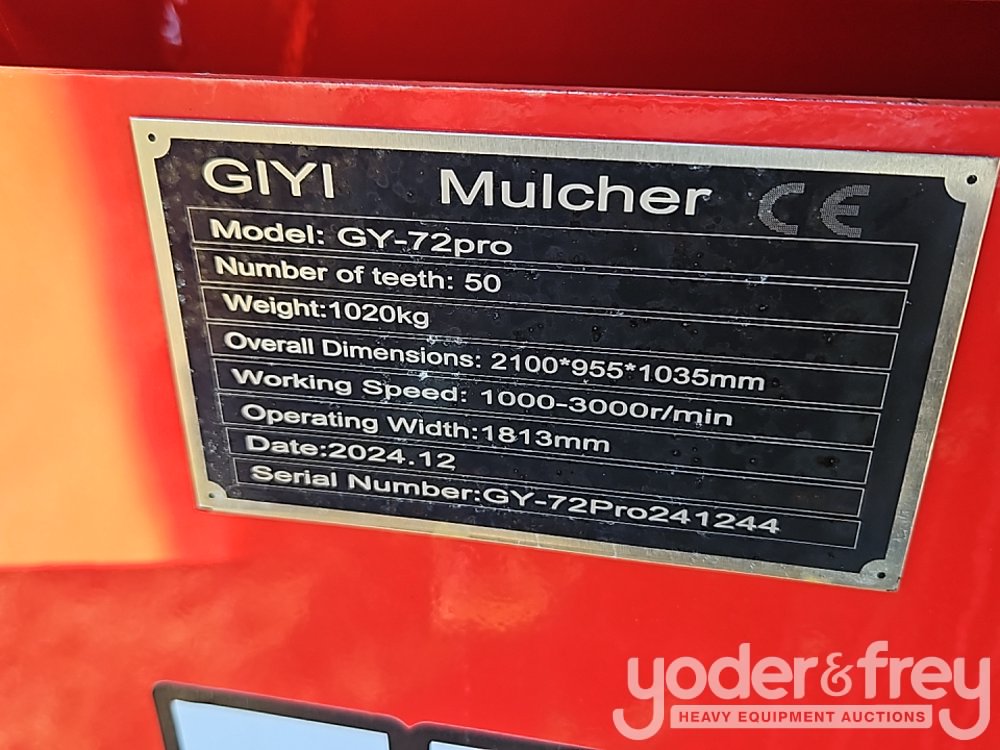 GIYI Mulcher CE
Model: GY-72pro
Number of teeth: 50
Weight:1020kg
Overall Dimensions: 2100*955*1035mm
Working Speed: 1000-3000r/min
Operating Width:1813mm
Date:2024.12
Serial Number:GY-72Pro241244
yoder&frey
HEAVY EQUIPMENT AUCTIONS